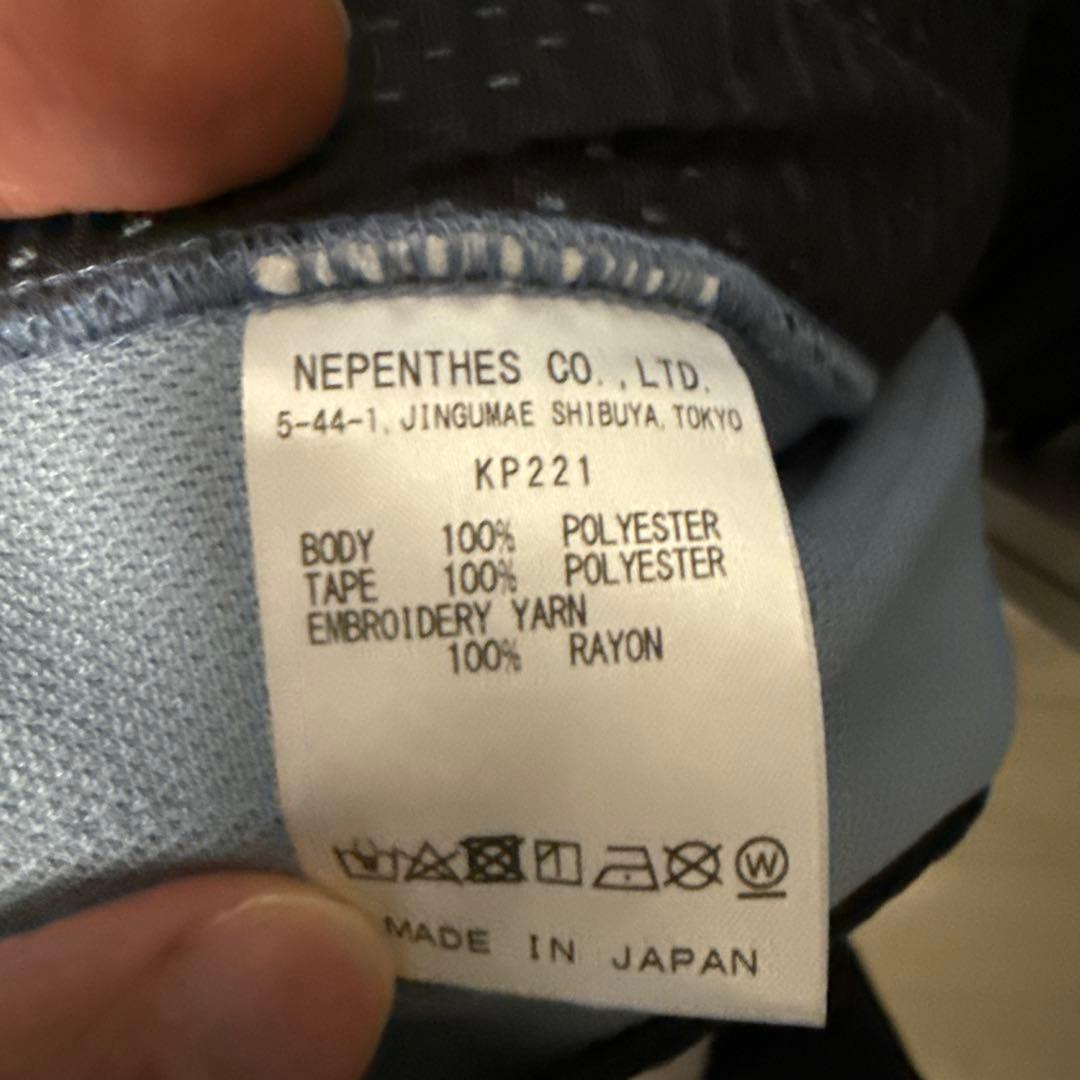 NEPENTHES CO.,LTD.
5-44-1, JINGUMAE SHIBUYA, TOKYO
KP221
BODY 100% POLYESTER
TAPE 100% POLYESTER
EMBROIDERY YARN
100% RAYON
W
MADE IN JAPAN